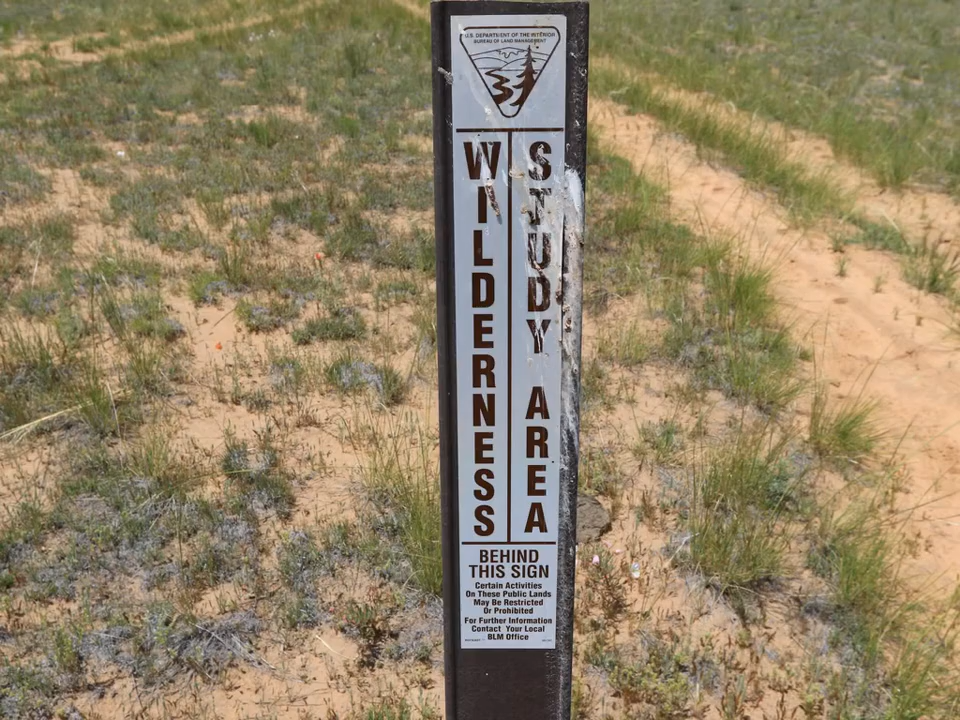 U.S. DEPARTMENT OF THE INTERIOR
BUREAU OF LAND MANAGEMENT
WILDERNESS
STUDY AREA
BEHIND
THIS SIGN
Certain Activities
On These Public Lands
May Be Restricted
Or Prohibited
For Further Information
Contact Your Local
BLM Office